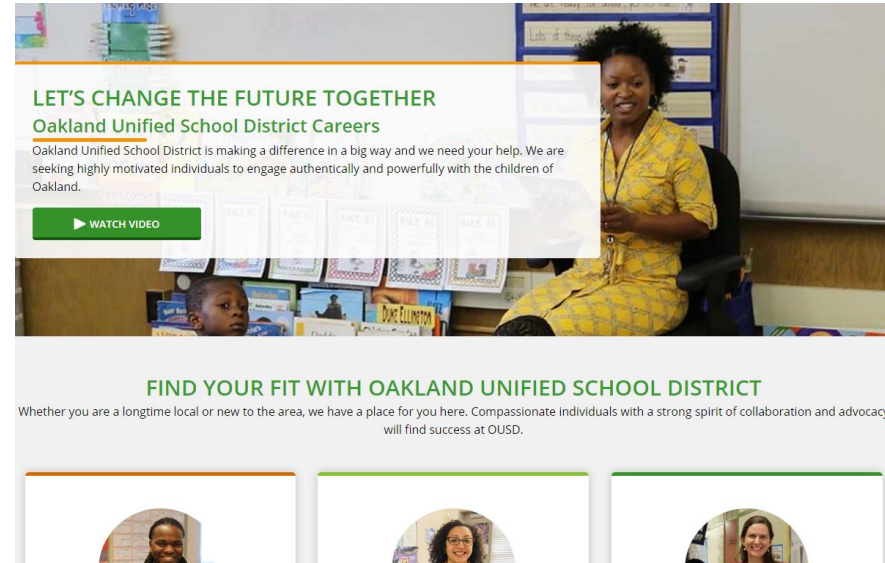 LET'S CHANGE THE FUTURE TOGETHER
Oakland Unified School District Careers
Oakland Unified School District is making a difference in a big way and we need your help. We are
seeking highly motivated individuals to engage authentically and powerfully with the children of
Oakland.
WATCH VIDEO
RULE #1
DUKE ELLINGTON
FIND YOUR FIT WITH OAKLAND UNIFIED SCHOOL DISTRICT
Whether you are a longtime local or new to the area, we have a place for you here. Compassionate individuals with a strong spirit of collaboration and advocacy
will find success at OUSD.